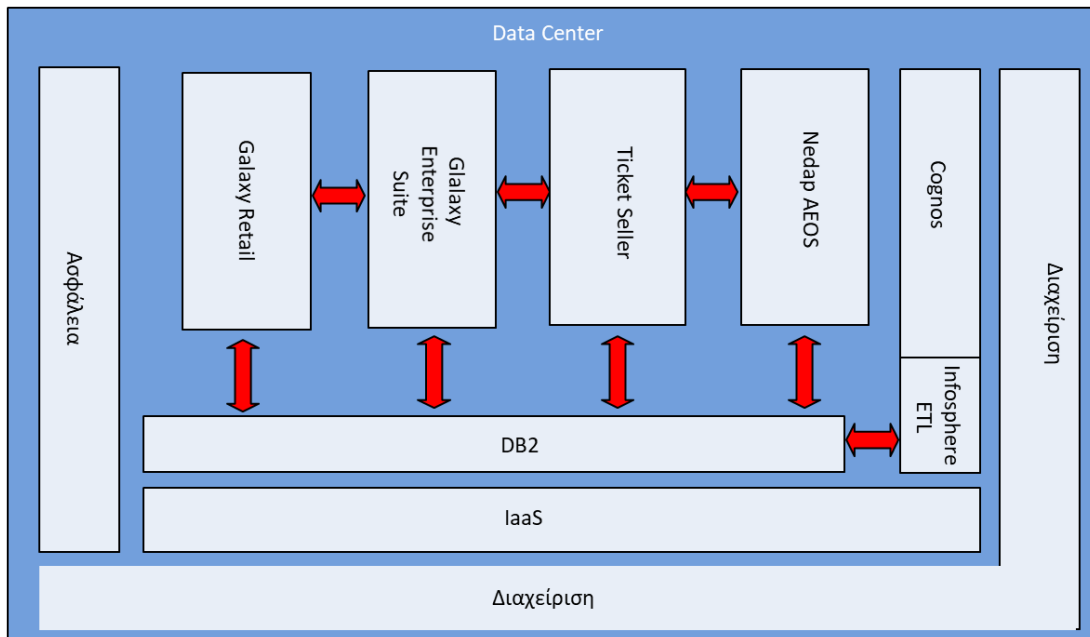 Data Center
Ασφάλεια
Galaxy Retail
Glalaxy
Enterprise
Suite
Ticket Seller
Nedap AEOS
Cognos
Διαχείριση
Infosphere
ETL
DB2
IaaS
Διαχείριση